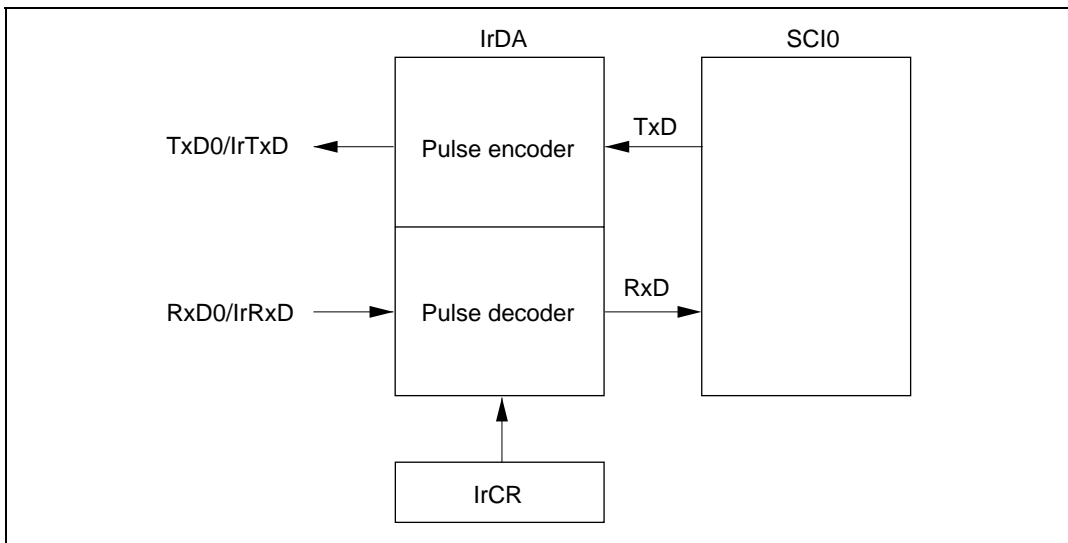 IrDA
SCI0
TxD0/IrTxD
Pulse encoder
TxD
RxD0/IrRxD
Pulse decoder
RxD
IrCR